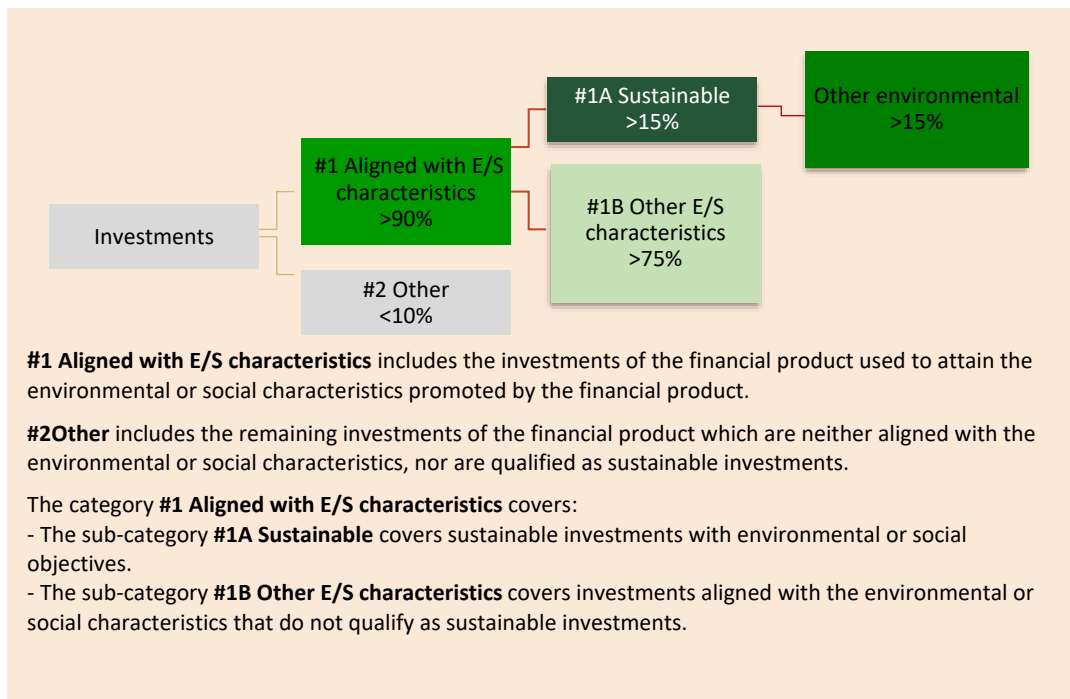 #1A Sustainable
>15%
Other environmental
>15%
#1 Aligned with E/S
characteristics
>90%
#1B Other E/S
characteristics
>75%
Investments
#2 Other
<10%
#1 Aligned with E/S characteristics includes the investments of the financial product used to attain the
environmental or social characteristics promoted by the financial product.
#2Other includes the remaining investments of the financial product which are neither aligned with the
environmental or social characteristics, nor are qualified as sustainable investments.
The category #1 Aligned with E/S characteristics covers:
- The sub-category #1A Sustainable covers sustainable investments with environmental or social
objectives.
- The sub-category #1B Other E/S characteristics covers investments aligned with the environmental or
social characteristics that do not qualify as sustainable investments.